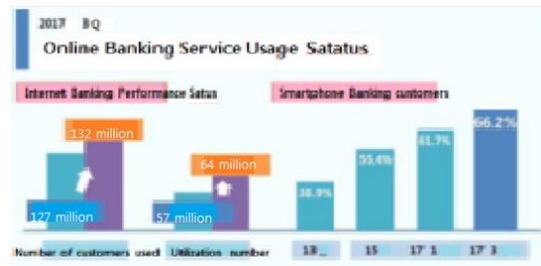 2017 BQ
Online Banking Service Usage Satatus
Internet Banking Performance Satus
Smartphone Banking customers
132 million
127 million
64 million
57 million
38.9%
55.4%
61.7%
66.2%
Number of customers used Utilization number
13_ 15 17' 1 17' 3